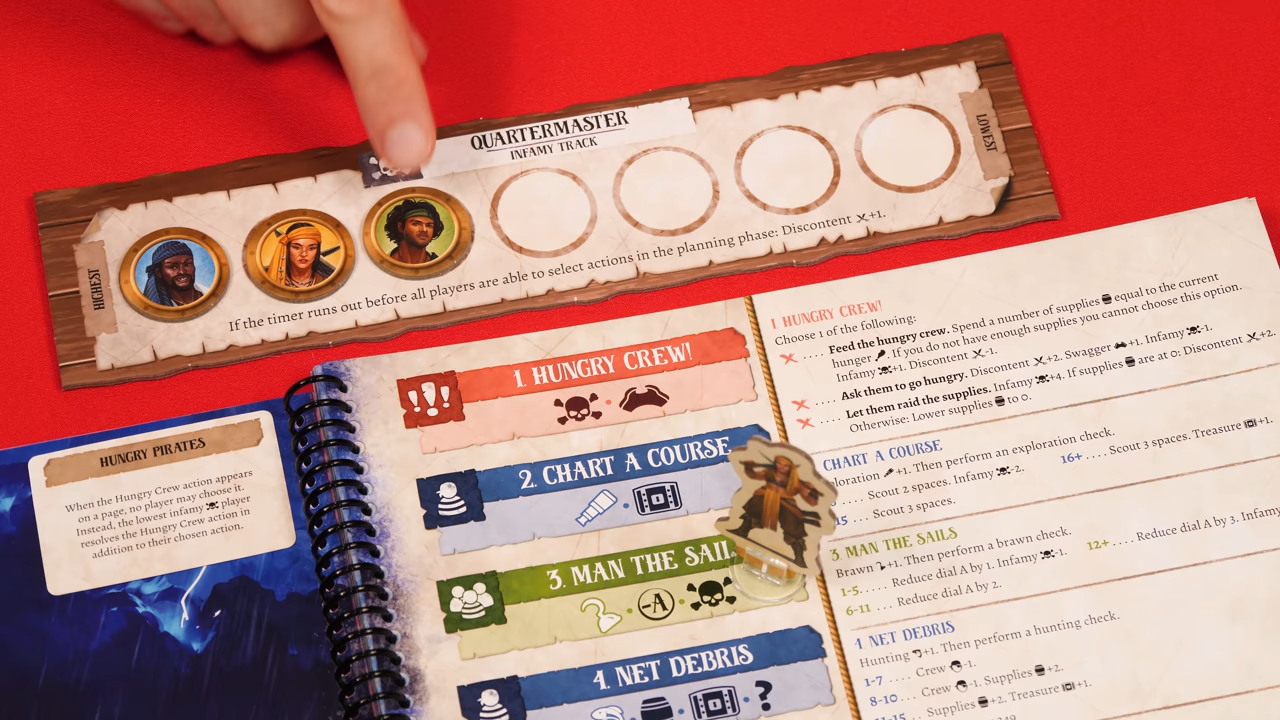 QUARTERMASTER
INFAMY TRACK
HIGHEST
LOWEST
If the timer runs out before all players are able to select actions in the planning phase: Discontent +1.
HUNGRY PIRATES
When the Hungry Crew action appears
on a page, no player may choose it.
Instead, the lowest infamy player
resolves the Hungry Crew action in
addition to their chosen action.
1. HUNGRY CREW!
2. CHART A COURSE
3. MAN THE SAIL
-A
4. NET DEBRIS
?
1 HUNGRY CREW!
Choose 1 of the following:
.... Feed the hungry crew. Spend a number of supplies equal to the current
hunger . If you do not have enough supplies you cannot choose this option.
Infamy +1. Discontent -1.
.... Ask them to go hungry. Discontent +2. Swagger +1. Infamy -1.
.... Let them raid the supplies. Infamy +4. If supplies are at 0: Discontent +2.
Otherwise: Lower supplies to 0.
CHART A COURSE
+1. Then perform an exploration check.
Scout 2 spaces. Infamy -2.
16+ .... Scout 3 spaces. Treasure +1.
Scout 3 spaces.
3 MAN THE SAILS
Brawn +1. Then perform a brawn check.
1-5..... Reduce dial A by 1. Infamy -1.
12+ .... Reduce dial A by 3. Infamy
6-11 ... Reduce dial A by 2.
4 NET DEBRIS
Hunting +1. Then perform a hunting check.
1-7 .... Crew -1.
8-10 .... Crew -1. Supplies +2.
11-15 .... Supplies +2. Treasure +1.